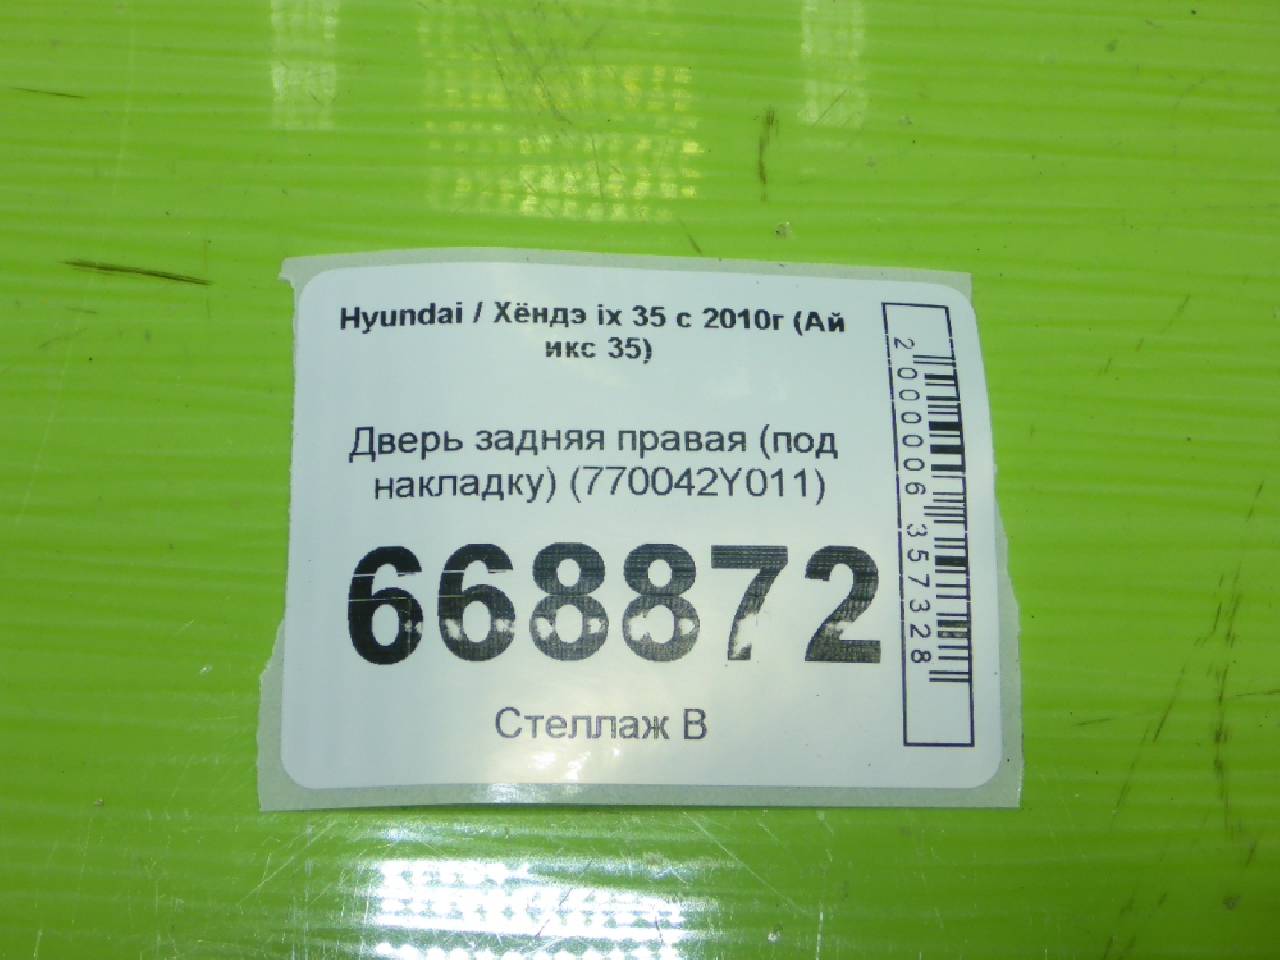 Hyundai / Хёндэ ix 35 с 2010г (Ай
икс 35)
Дверь задняя правая (под
накладку) (770042Y011)
668872
Стеллаж В
2000006357328